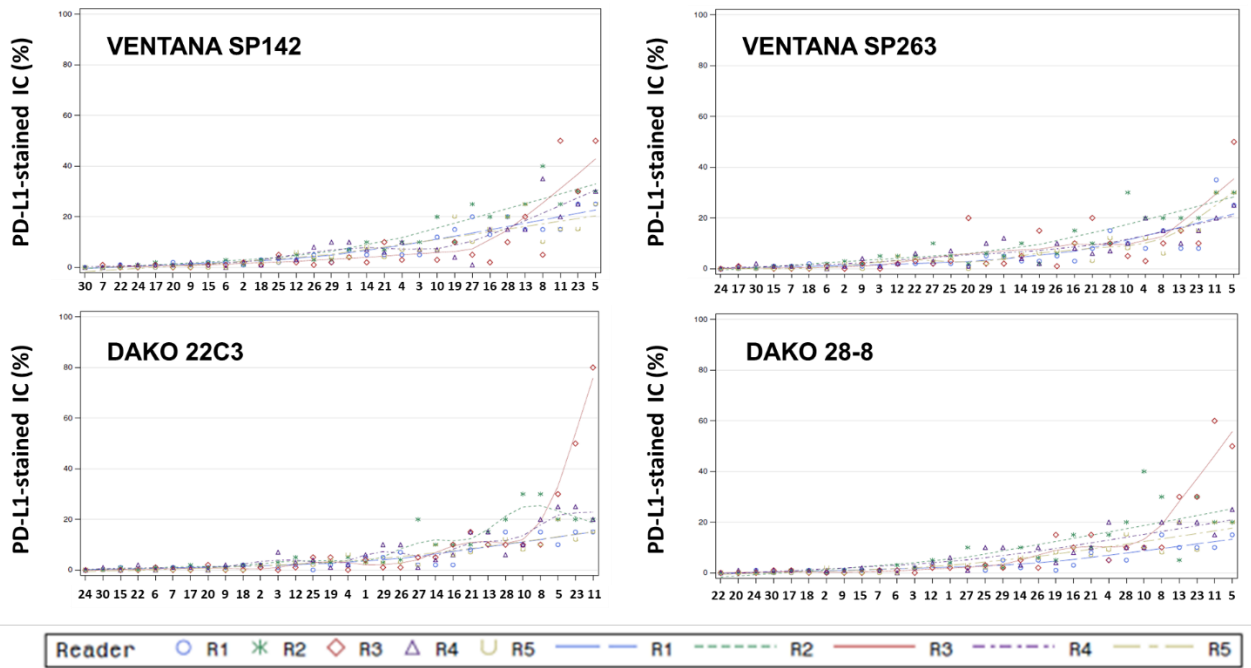 VENTANA SP142
PD-L1-stained IC (%)
100
80
60
40
20
0
30 7 22 24 17 20 9 15 6 2 18 25 12 26 29 1 14 21 4 3 10 19 27 16 28 13 8 11 23 5
VENTANA SP263
PD-L1-stained IC (%)
100
80
60
40
20
0
24 17 30 15 7 18 6 2 9 3 12 22 27 25 20 29 1 14 19 26 16 21 28 10 4 8 13 23 11 5
DAKO 22C3
PD-L1-stained IC (%)
100
80
60
40
20
0
24 30 15 22 6 7 17 20 9 18 2 3 12 25 19 4 1 29 26 27 14 16 21 13 28 10 8 5 23 11
DAKO 28-8
PD-L1-stained IC (%)
100
80
60
40
20
0
22 20 24 30 17 18 2 9 15 7 6 3 12 1 27 25 29 14 26 19 16 21 4 28 10 8 13 23 11 5
Reader R1 R2 R3 R4 R5 R1 R2 R3 R4 R5